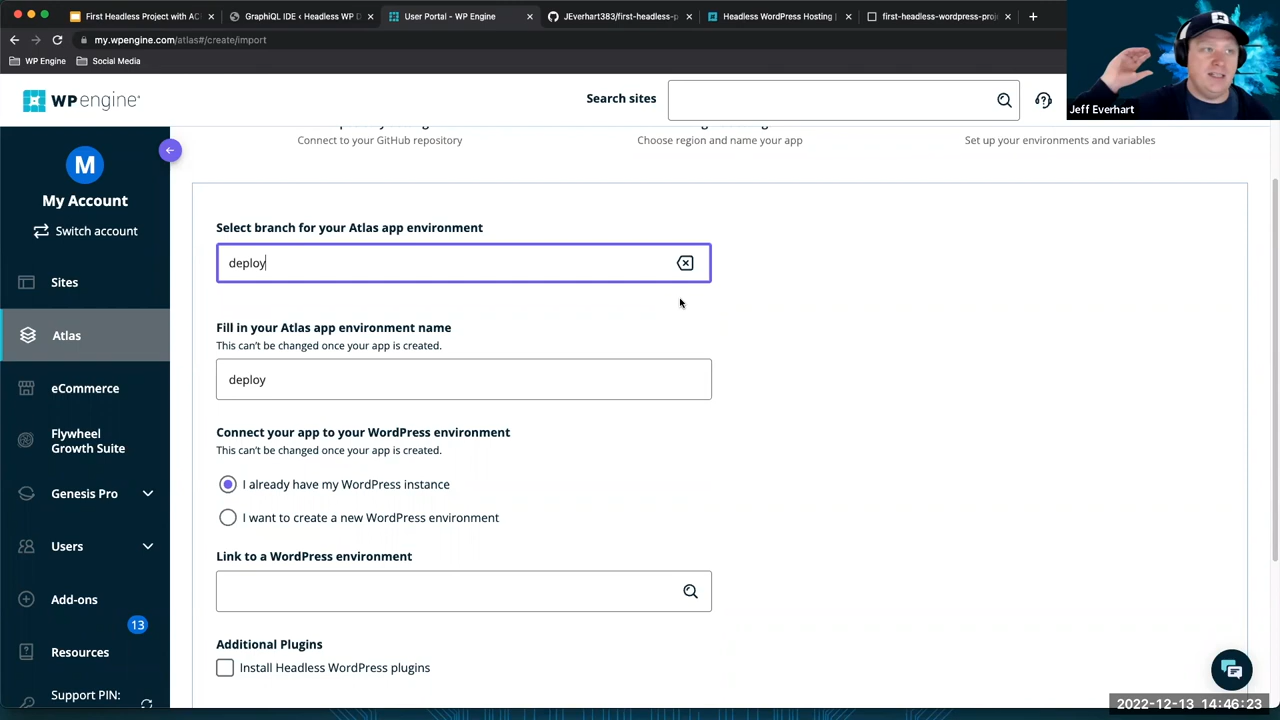 First Headless Project with AC
GraphiQL IDE ‹ Headless WP D
User Portal - WP Engine
JEverhart383/first-headless-p
Headless WordPress Hosting |
first-headless-wordpress-proj
my.wpengine.com/atlas#/create/import
WP Engine
Social Media
WP engine
Search sites
Jeff Everhart
Connect to your GitHub repository
Choose region and name your app
Set up your environments and variables
M
My Account
Switch account
Sites
Atlas
eCommerce
Flywheel
Growth Suite
Genesis Pro
Users
Add-ons
13
Resources
Support PIN:
Select branch for your Atlas app environment
deploy
Fill in your Atlas app environment name
This can't be changed once your app is created.
deploy
Connect your app to your WordPress environment
This can't be changed once your app is created.
I already have my WordPress instance
I want to create a new WordPress environment
Link to a WordPress environment
Additional Plugins
Install Headless WordPress plugins
2022-12-13 14:46:23